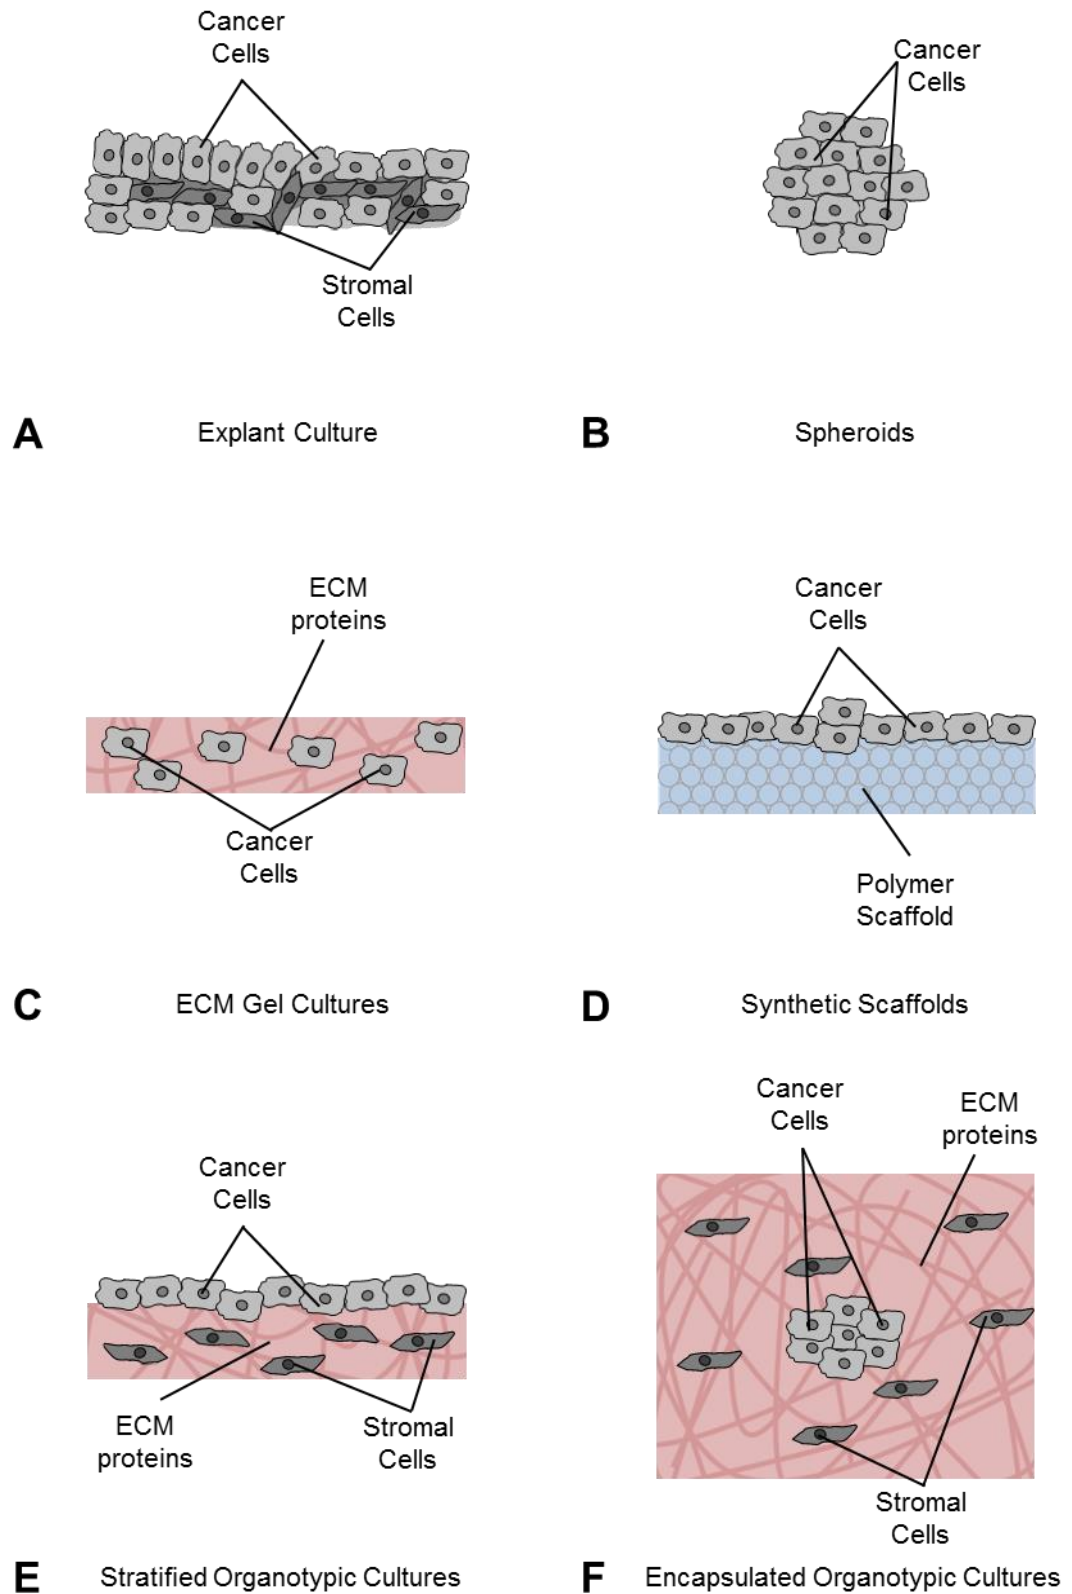 Cancer
Cells
Stromal
Cells
A Explant Culture
Cancer
Cells
B Spheroids
ECM
proteins
Cancer
Cells
C ECM Gel Cultures
Cancer
Cells
Polymer
Scaffold
D Synthetic Scaffolds
Cancer
Cells
ECM
proteins
Stromal
Cells
E Stratified Organotypic Cultures
Cancer
Cells
ECM
proteins
Stromal
Cells
F Encapsulated Organotypic Cultures